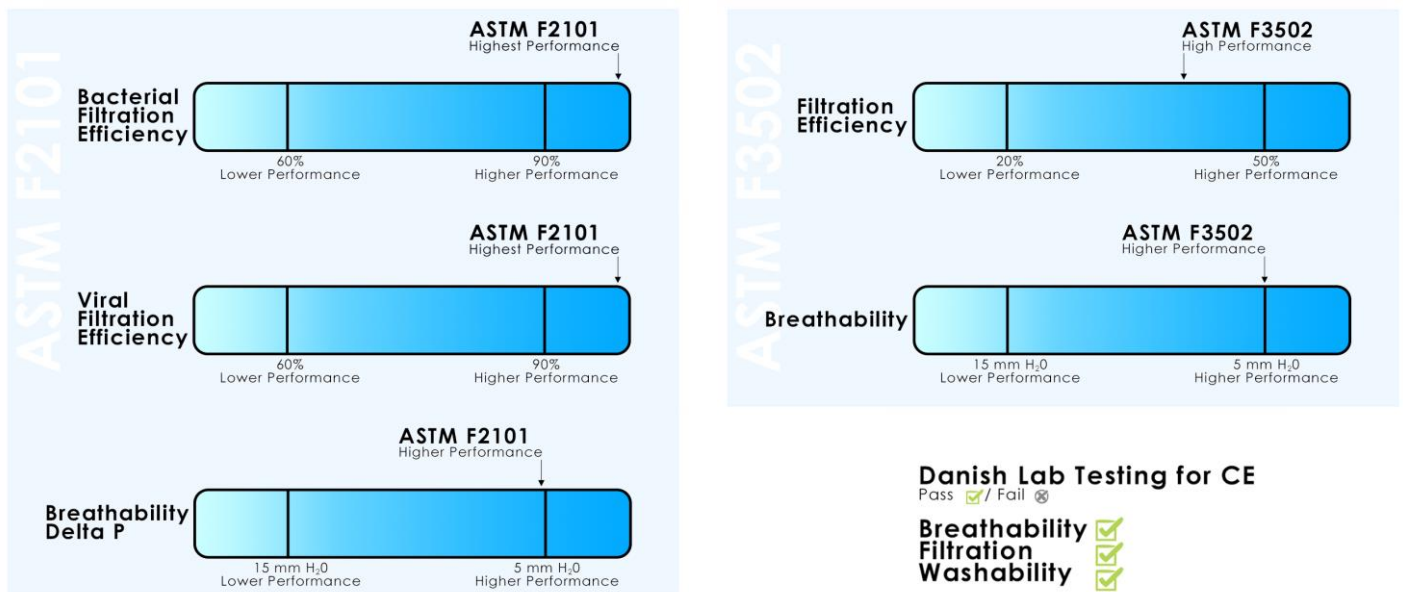 ASTM F2101
ASTM F2101
Highest Performance
Bacterial
Filtration
Efficiency
60%
Lower Performance
90%
Higher Performance
ASTM F2101
Highest Performance
Viral
Filtration
Efficiency
60%
Lower Performance
90%
Higher Performance
ASTM F2101
Higher Performance
Breathability
Delta P
15 mm H₂0
Lower Performance
5 mm H₂0
Higher Performance
ASTM F3502
ASTM F3502
High Performance
Filtration
Efficiency
20%
Lower Performance
50%
Higher Performance
ASTM F3502
Higher Performance
Breathability
15 mm H₂0
Lower Performance
5 mm H₂0
Higher Performance
Danish Lab Testing for CE
Pass / Fail
Breathability
Filtration
Washability